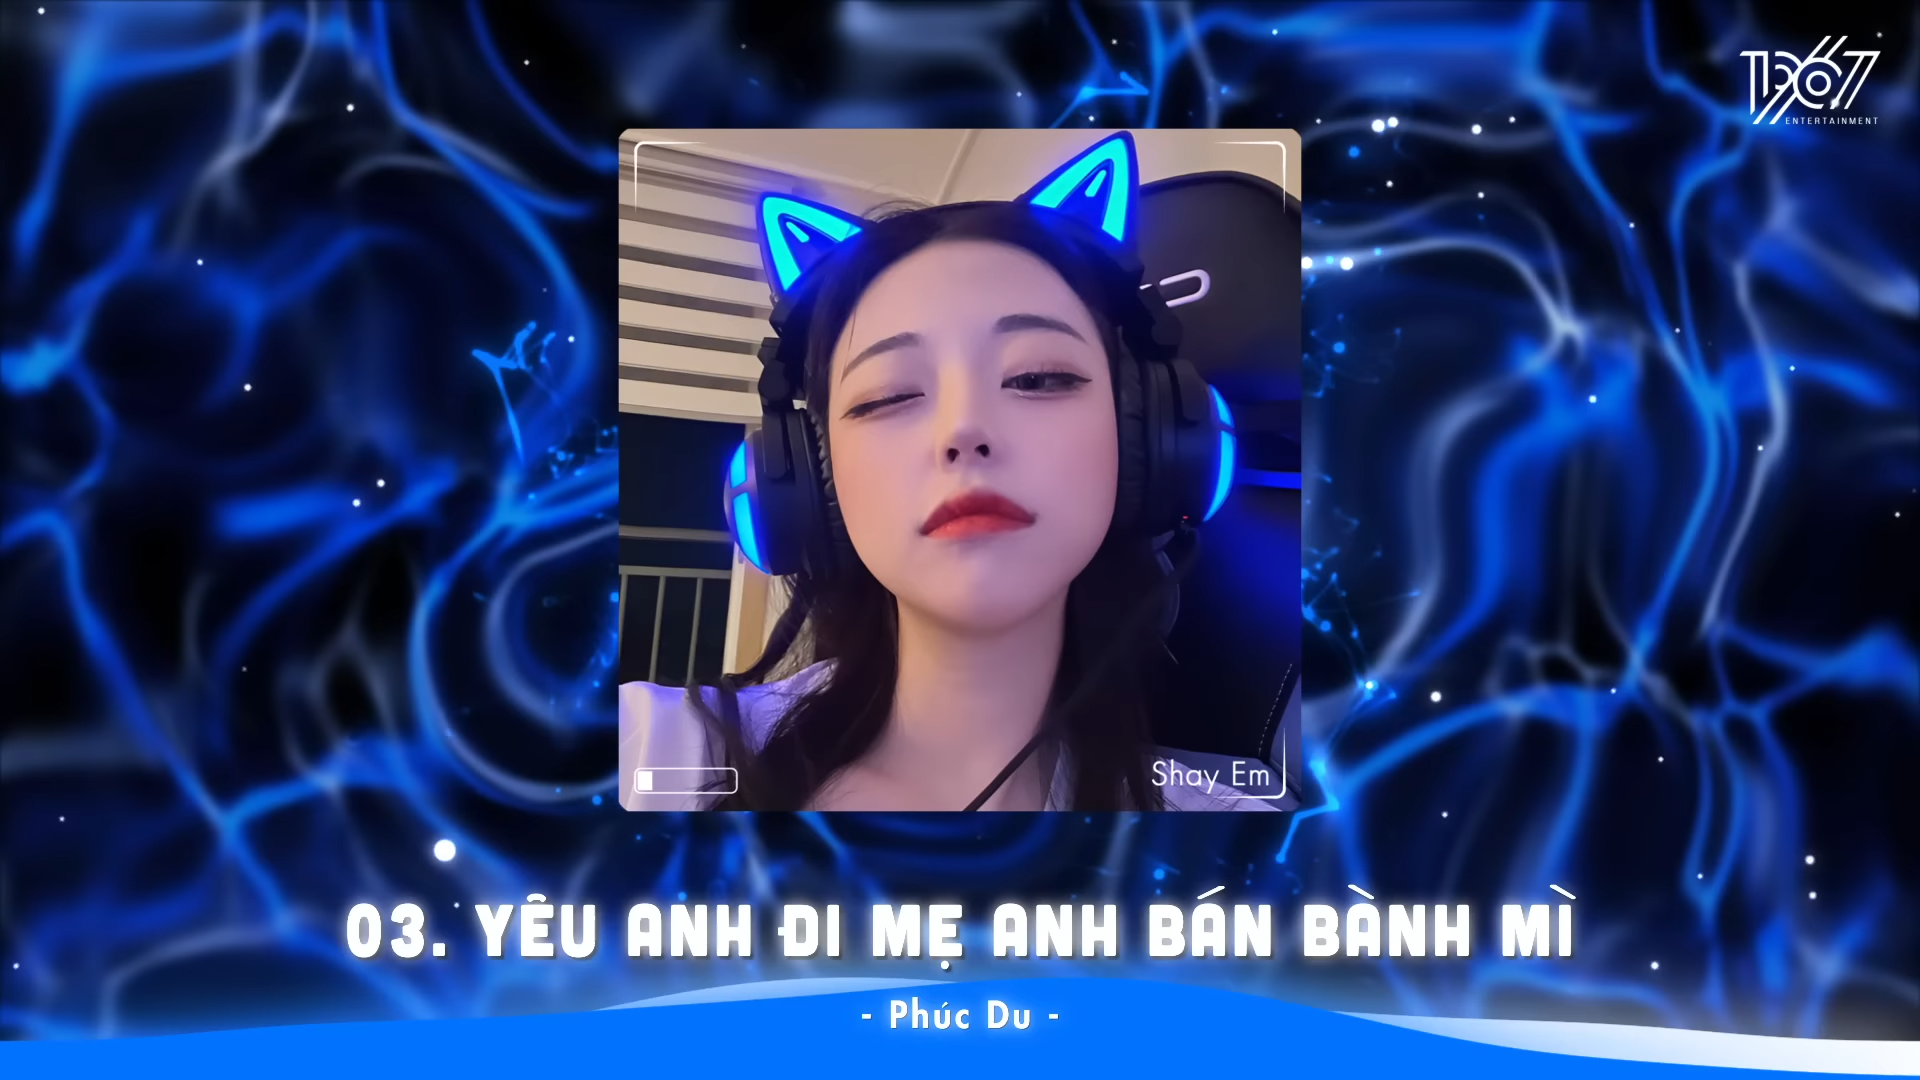 1967
ENTERTAINMENT
Shay Em
03. YÊU ANH ĐI MẸ ANH BÁN BÀNH MÌ
- Phúc Du -